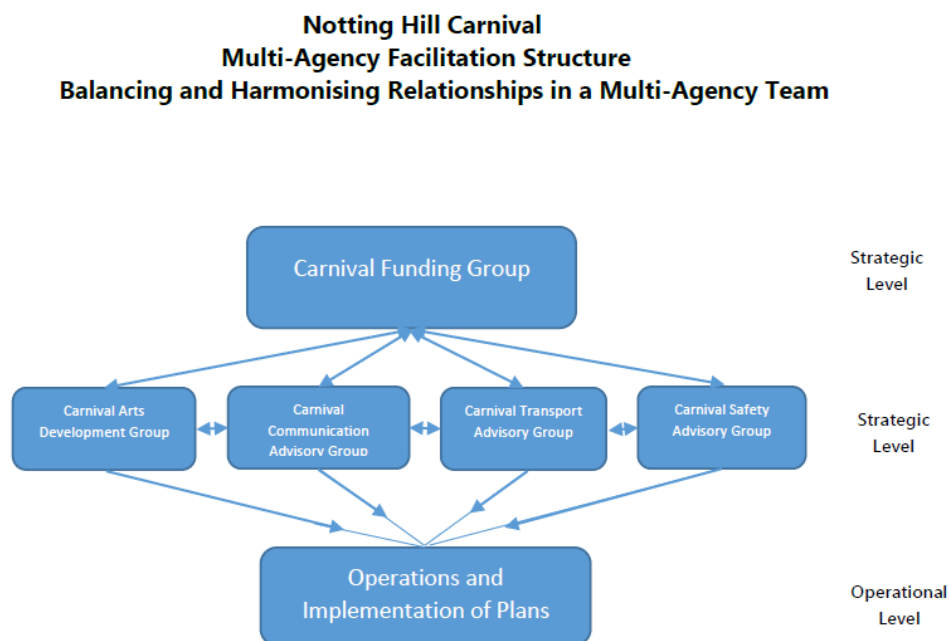 Notting Hill Carnival
Multi-Agency Facilitation Structure
Balancing and Harmonising Relationships in a Multi-Agency Team
Carnival Funding Group
Strategic
Level
Carnival Arts
Development Group
Carnival
Communication
Advisory Group
Carnival Transport
Advisory Group
Carnival Safety
Advisory Group
Strategic
Level
Operations and
Implementation of Plans
Operational
Level